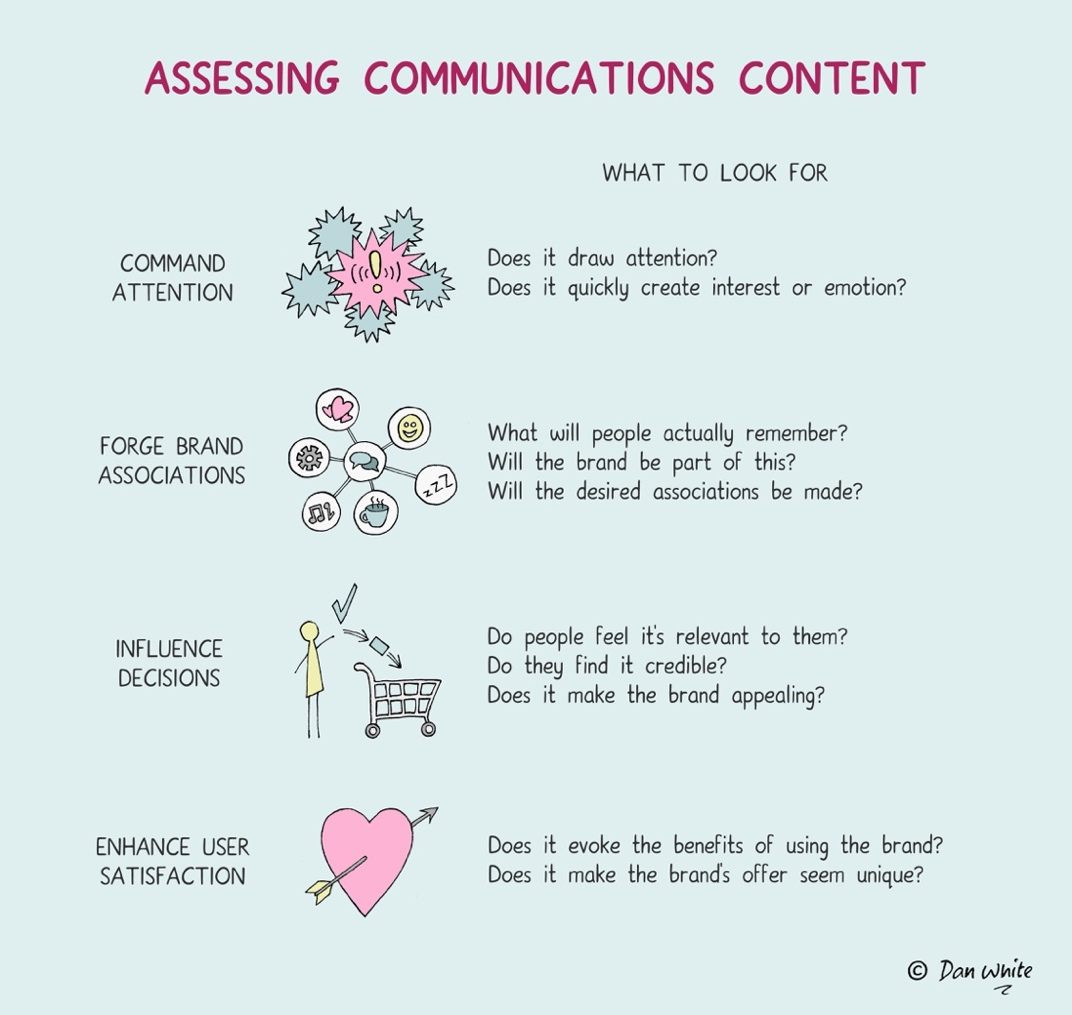 ASSESSING COMMUNICATIONS CONTENT
WHAT TO LOOK FOR
COMMAND
ATTENTION
Does it draw attention?
Does it quickly create interest or emotion?
FORGE BRAND
ASSOCIATIONS
zzz
What will people actually remember?
Will the brand be part of this?
Will the desired associations be made?
INFLUENCE
DECISIONS
Do people feel it's relevant to them?
Do they find it credible?
Does it make the brand appealing?
ENHANCE USER
SATISFACTION
Does it evoke the benefits of using the brand?
Does it make the brand's offer seem unique?
© Dan White